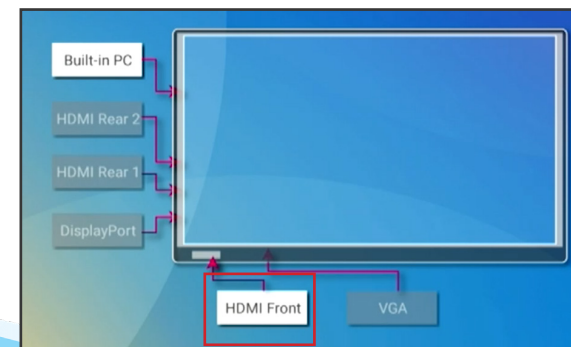 Built-in PC
HDMI Rear 2
HDMI Rear 1
DisplayPort
HDMI Front
VGA